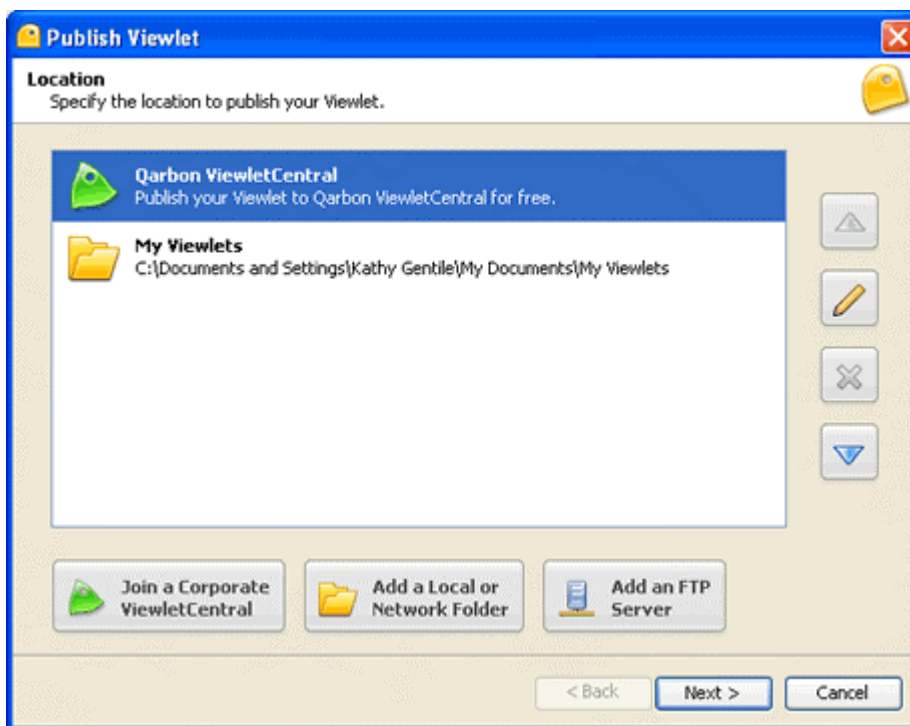 Publish Viewlet
Location
Specify the location to publish your Viewlet.
Qarbon ViewletCentral
Publish your Viewlet to Qarbon ViewletCentral for free.
My Viewlets
C:\Documents and Settings\Kathy Gentile\My Documents\My Viewlets
Join a Corporate
ViewletCentral
Add a Local or
Network Folder
Add an FTP
Server
< Back
Next >
Cancel